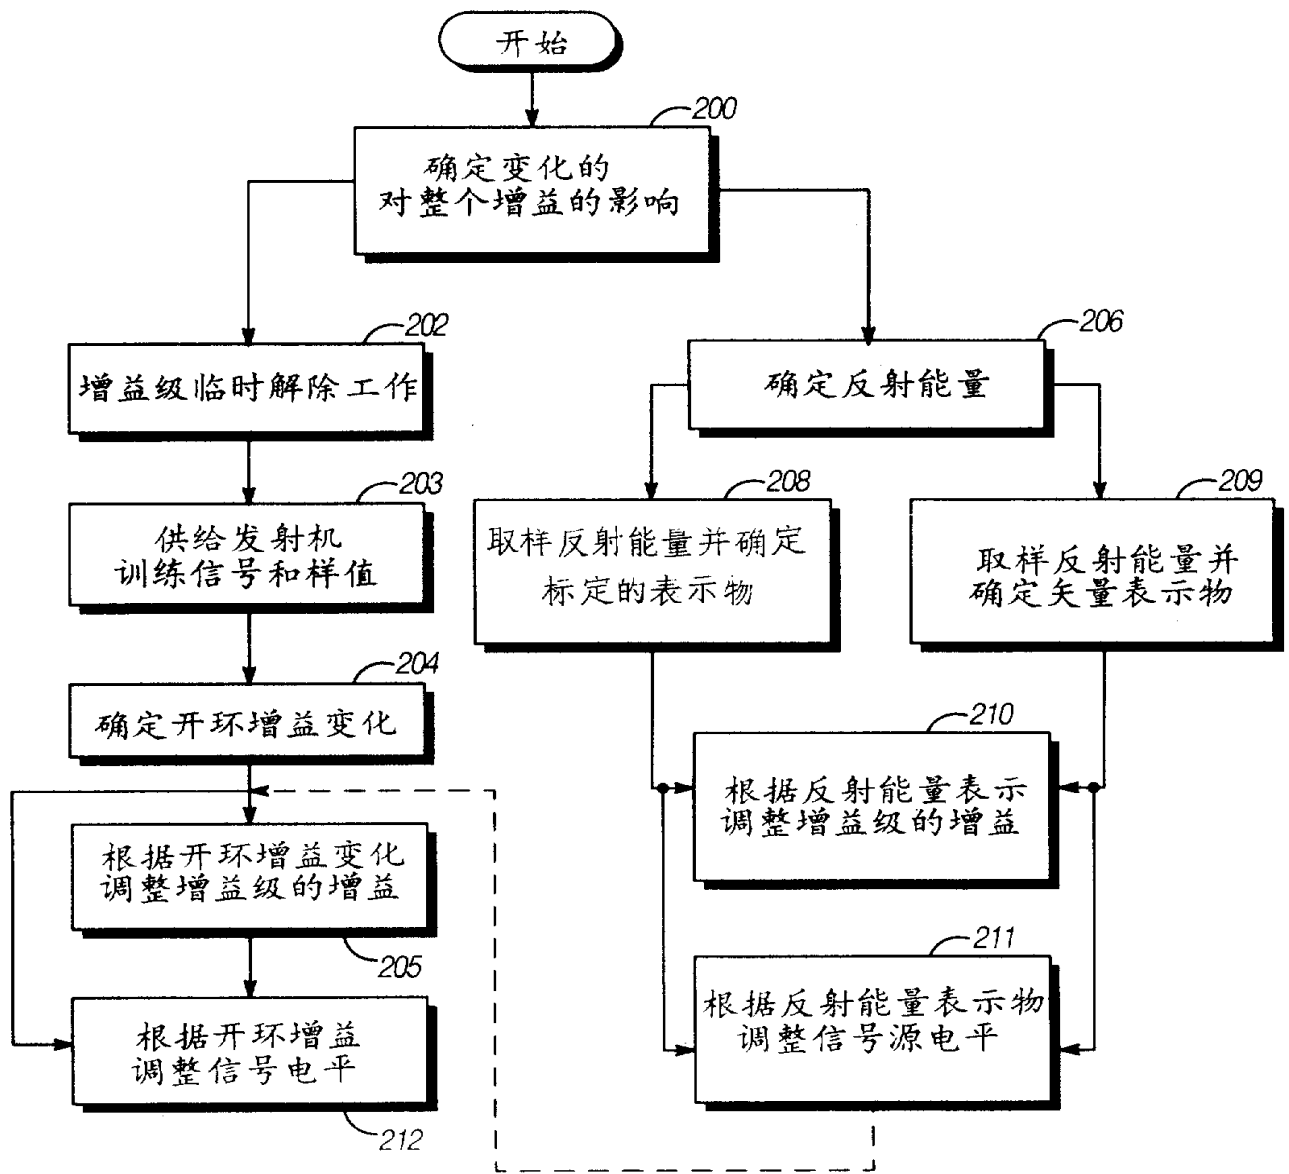 开始
200
确定变化的
对整个增益的影响
202
增益级临时解除工作
203
供给发射机
训练信号和样值
204
确定开环增益变化
根据开环增益变化
调整增益级的增益
205
根据开环增益
调整信号电平
212
206
确定反射能量
208
取样反射能量并确定
标定的表示物
209
取样反射能量并
确定矢量表示物
210
根据反射能量表示
调整增益级的增益
211
根据反射能量表示物
调整信号源电平